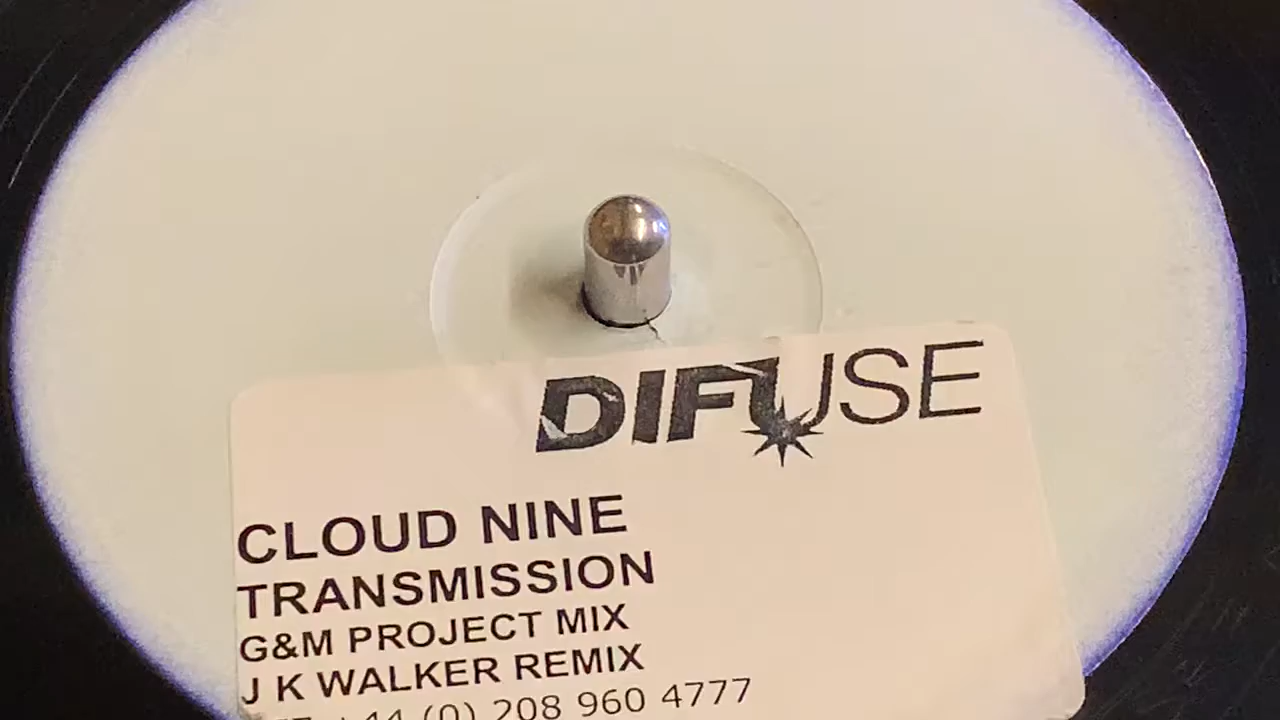 DIFUSE
CLOUD NINE
TRANSMISSION
G&M PROJECT MIX
J K WALKER REMIX
+44 (0) 208 960 4777